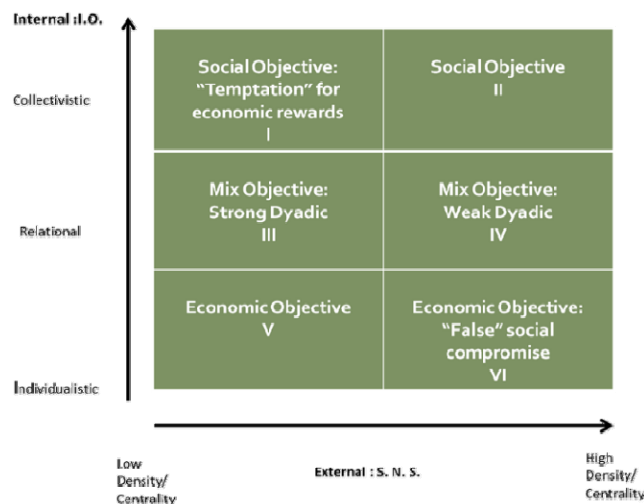 Internal :I.O.
Collectivistic
Relational
Individualistic
Social Objective:
"Temptation" for
economic rewards
I
Social Objective
II
Mix Objective:
Strong Dyadic
III
Mix Objective:
Weak Dyadic
IV
Economic Objective
V
Economic Objective:
"False" social
compromise
VI
Low
Density/
Centrality
External : S. N. S.
High
Density/
Centrality